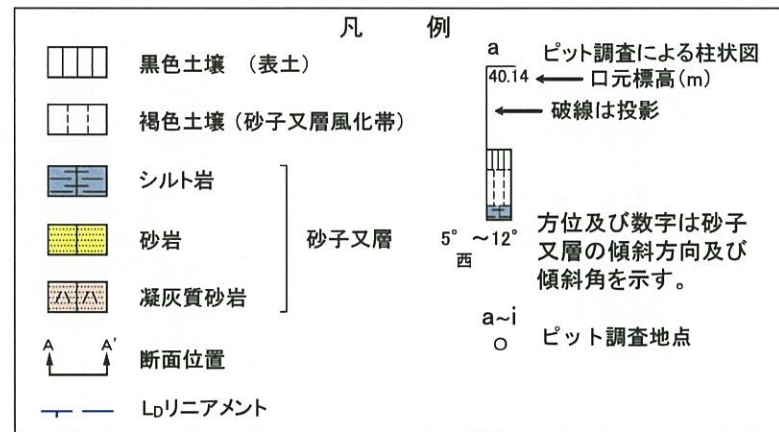 凡 例
黒色土壌 (表土)
褐色土壌 (砂子又層風化帯)
シルト岩
砂岩
凝灰質砂岩
砂子又層
A A'
断面位置
LDリニアメント
a ピット調査による柱状図
40.14 口元標高(m)
破線は投影
5° ~12°
西
方位及び数字は砂子
又層の傾斜方向及び
傾斜角を示す。
a~i
ピット調査地点